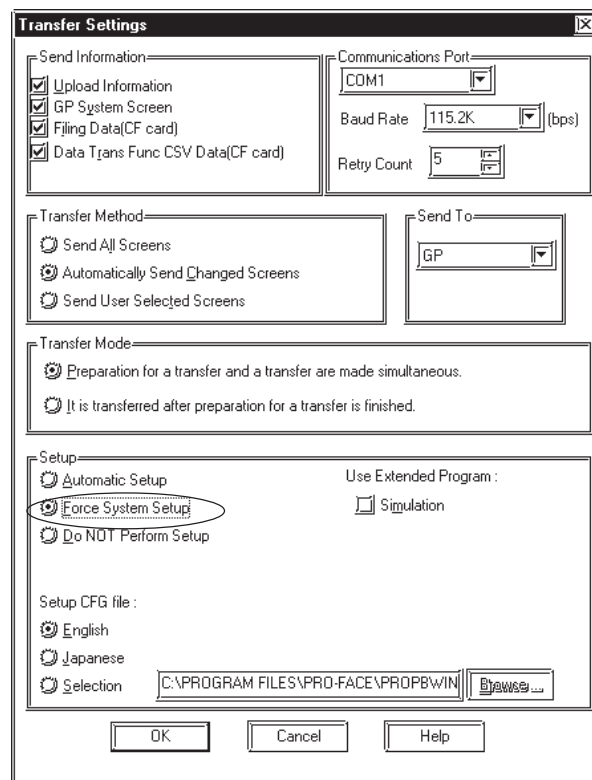 Transfer Settings
Send Information
Upload Information
GP System Screen
Filing Data(CF card)
Data Trans Func CSV Data(CF card)
Communications Port
COM1
Baud Rate 115.2K (bps)
Retry Count 5
Transfer Method
Send All Screens
Automatically Send Changed Screens
Send User Selected Screens
Send To
GP
Transfer Mode
Preparation for a transfer and a transfer are made simultaneous.
It is transferred after preparation for a transfer is finished.
Setup
Automatic Setup
Force System Setup
Do NOT Perform Setup
Use Extended Program :
Simulation
Setup CFG file :
English
Japanese
Selection C:\PROGRAM FILES\PRO-FACE\PROPBWIN Browse...
OK Cancel Help